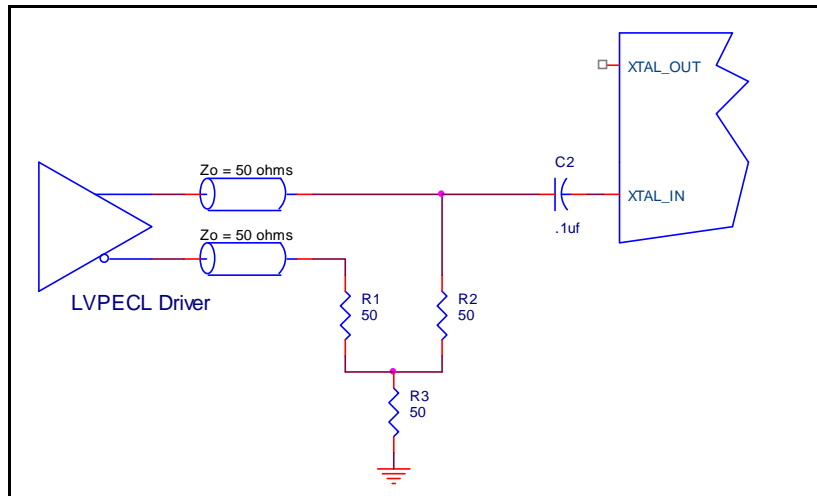 XTAL_OUT
Zo = 50 ohms
C2
XTAL_IN
.1uf
Zo = 50 ohms
LVPECL Driver
R1
50
R2
50
R3
50